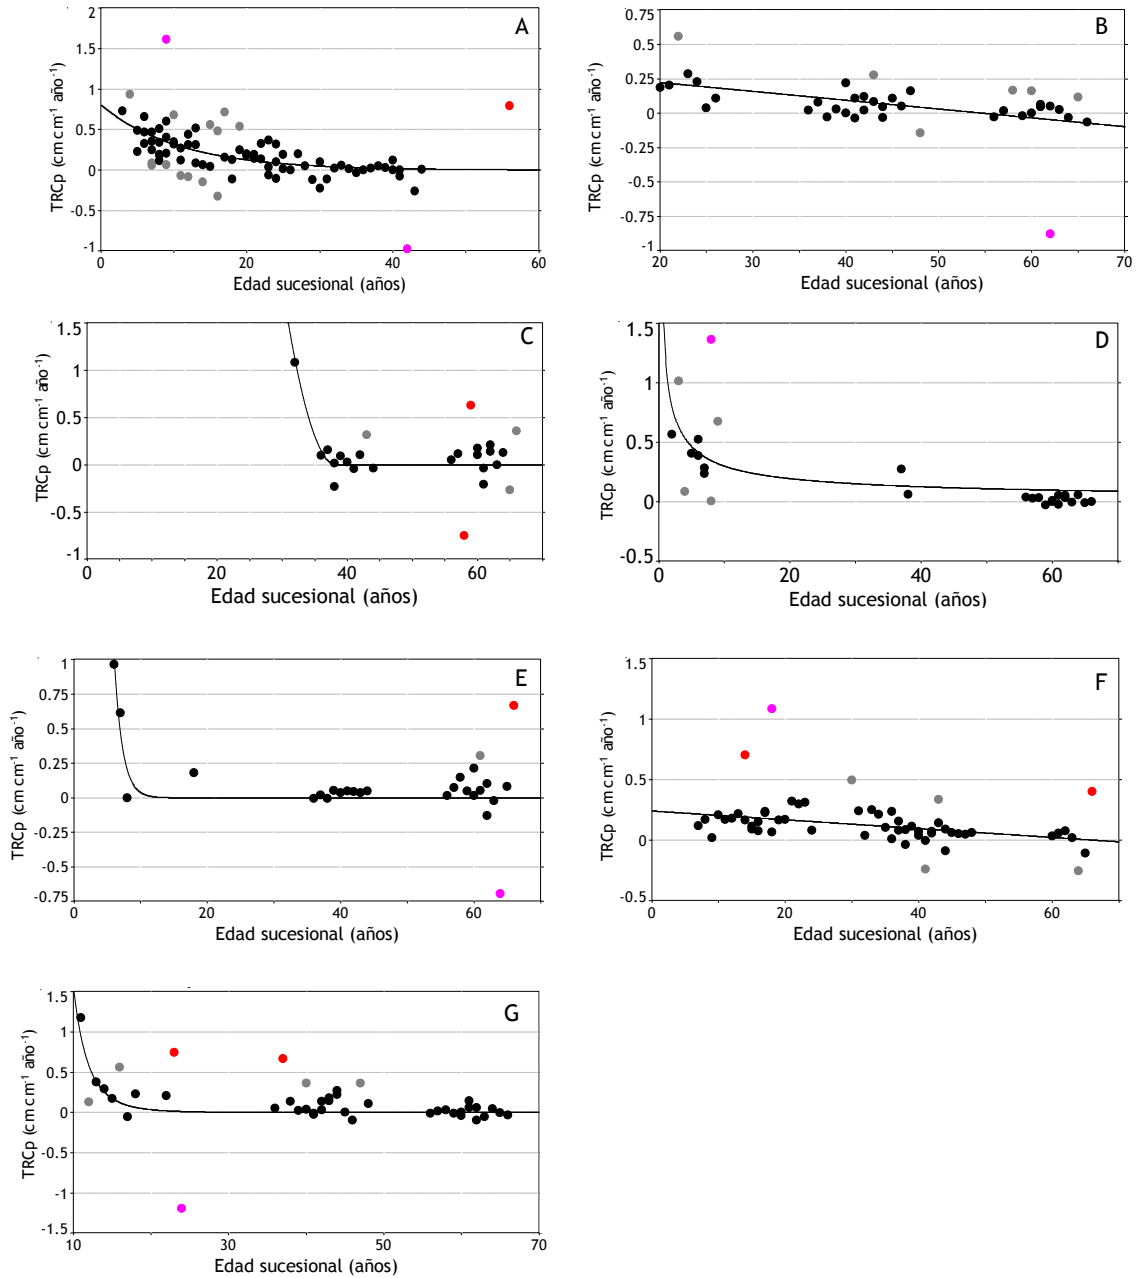 A
2
1.5
1
0.5
0
-0.5
-1
TRCp (cm cm⁻¹ año⁻¹)
0 20 40 60
Edad sucesional (años)
B
0.75
0.5
0.25
0
-0.25
-0.5
-0.75
-1
TRCp (cm cm⁻¹ año⁻¹)
20 30 40 50 60 70
Edad sucesional (años)
C
1.5
1
0.5
0
-0.5
-1
TRCp (cm cm⁻¹ año⁻¹)
0 20 40 60
Edad sucesional (años)
D
1.5
1
0.5
0
-0.5
TRCp (cm cm⁻¹ año⁻¹)
0 20 40 60
Edad sucesional (años)
E
1
0.75
0.5
0.25
0
-0.25
-0.5
-0.75
TRCp (cm cm⁻¹ año⁻¹)
0 20 40 60
Edad sucesional (años)
F
1.5
1
0.5
0
-0.5
TRCp (cm cm⁻¹ año⁻¹)
0 20 40 60
Edad sucesional (años)
G
1.5
1
0.5
0
-0.5
-1
-1.5
TRCp (cm cm⁻¹ año⁻¹)
10 30 50 70
Edad sucesional (años)